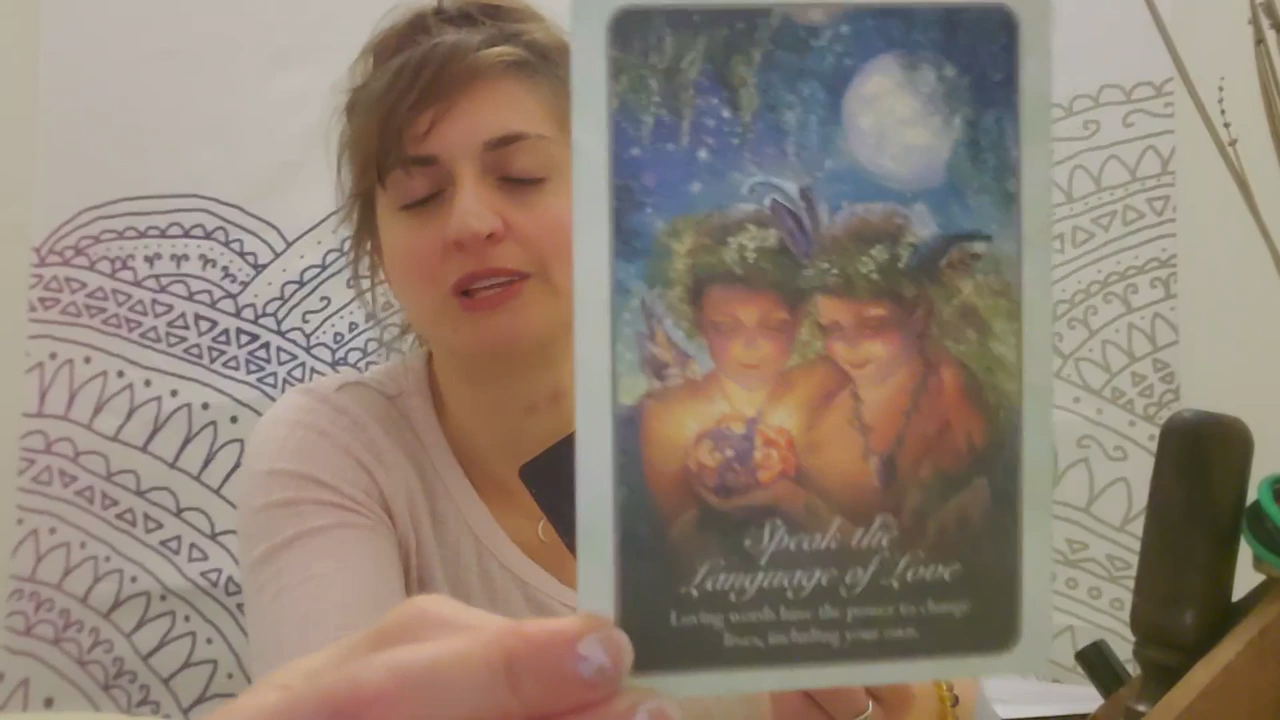 Speak the
Language of Love
Loving words have the power to change
lives, including your own.